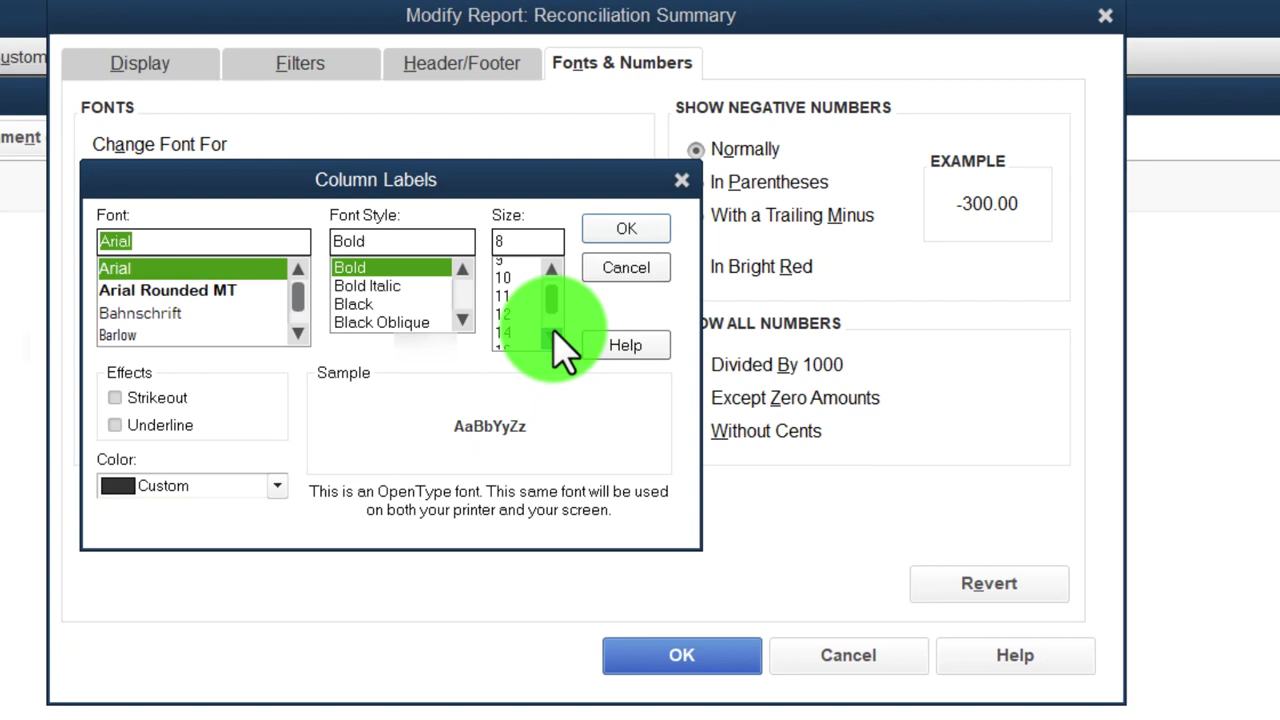 Modify Report: Reconciliation Summary
ustom
ment
Display
Filters
Header/Footer
Fonts & Numbers
FONTS
Change Font For
SHOW NEGATIVE NUMBERS
Normally
In Parentheses
With a Trailing Minus
In Bright Red
EXAMPLE
-300.00
Column Labels
Font:
Arial
Arial
Arial Rounded MT
Bahnschrift
Barlow
Font Style:
Bold
Bold
Bold Italic
Black
Black Oblique
Size:
8
9
10
11
12
14
OK
Cancel
Help
Effects
Strikeout
Underline
Color:
Custom
Sample
AaBbYyZz
This is an OpenType font. This same font will be used
on both your printer and your screen.
OW ALL NUMBERS
Divided By 1000
Except Zero Amounts
Without Cents
Revert
OK
Cancel
Help